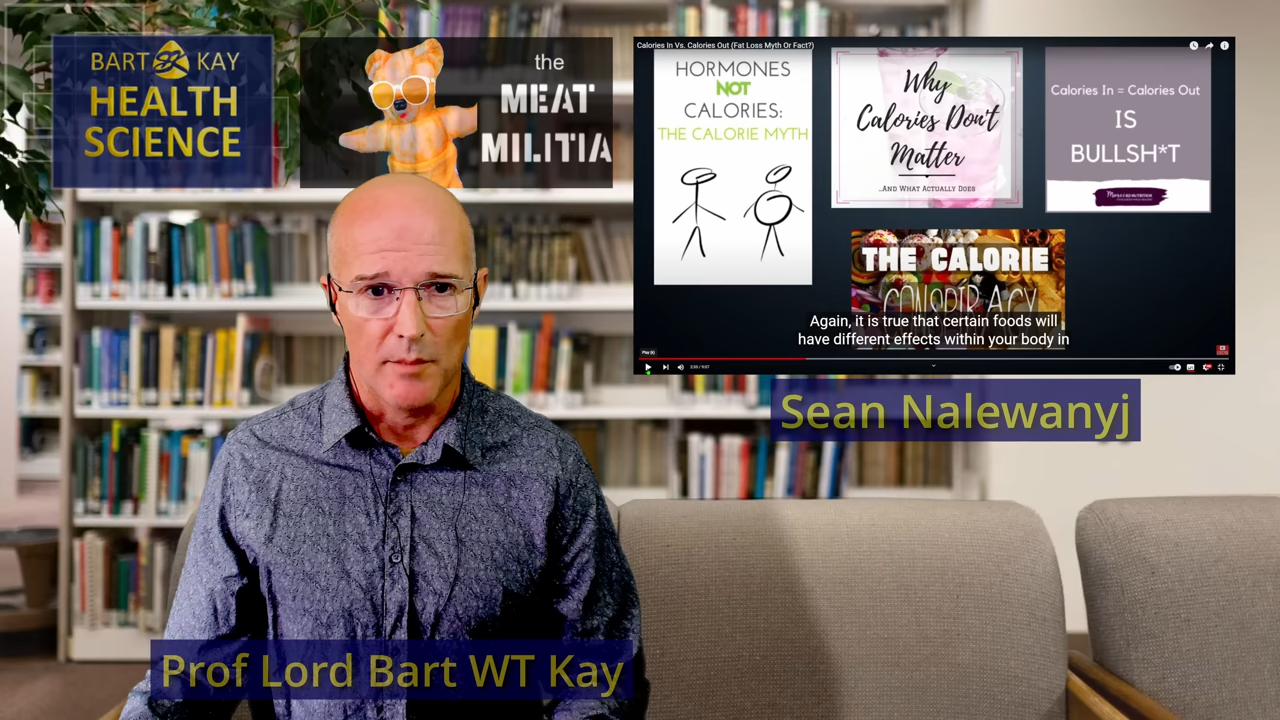 BART KAY
HEALTH
SCIENCE
the
MEAT
MILITIA
Calories In Vs. Calories Out (Fat Loss Myth Or Fact?)
HORMONES
NOT
CALORIES:
THE CALORIE MYTH
Why
Calories Don't
Matter
...AND WHAT ACTUALLY DOES
Calories In = Calories Out
IS
BULLSH*T
THE CALORIE
CONSPIRACY
Again, it is true that certain foods will
have different effects within your body in
Play (k)
Sean Nalewanyj
Prof Lord Bart WT Kay